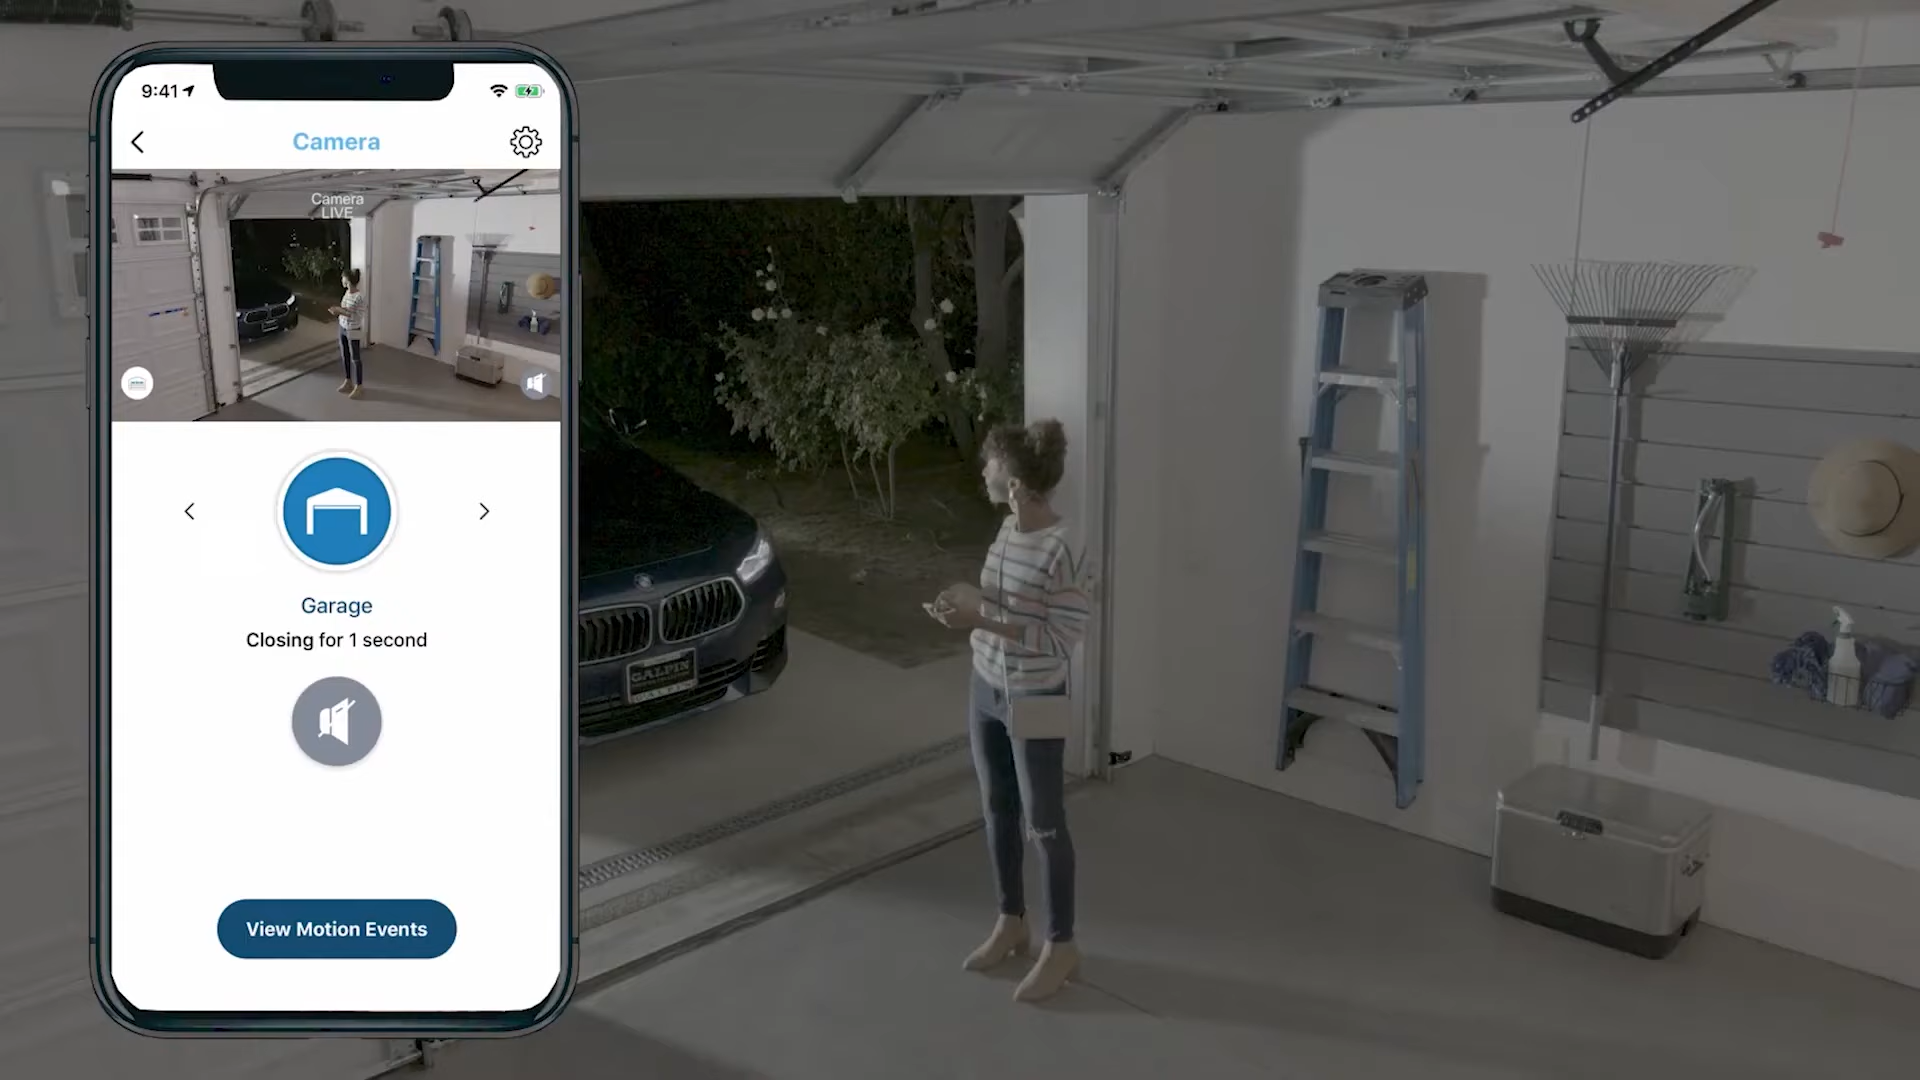 9:41
Camera
Camera
LIVE
Garage
Closing for 1 second
View Motion Events
GALPIN